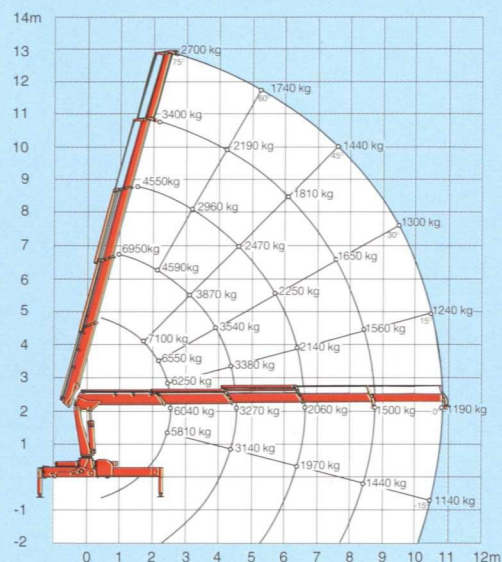 14m
13
2700 kg
75°
12
1740 kg
60°
11
3400 kg
10
2190 kg
1440 kg
45°
9
4550kg
1810 kg
8
2960 kg
1300 kg
30°
7
6950kg
2470 kg
1650 kg
6
4590kg
2250 kg
5
3870 kg
1240 kg
15°
4
7100 kg
3540 kg
1560 kg
6550 kg
2140 kg
3
3380 kg
6250 kg
2
6040 kg
3270 kg
2060 kg
1500 kg
0°
1190 kg
5810 kg
1
3140 kg
0
1970 kg
1440 kg
-1
-15°
1140 kg
-2
0 1 2 3 4 5 6 7 8 9 10 11 12m